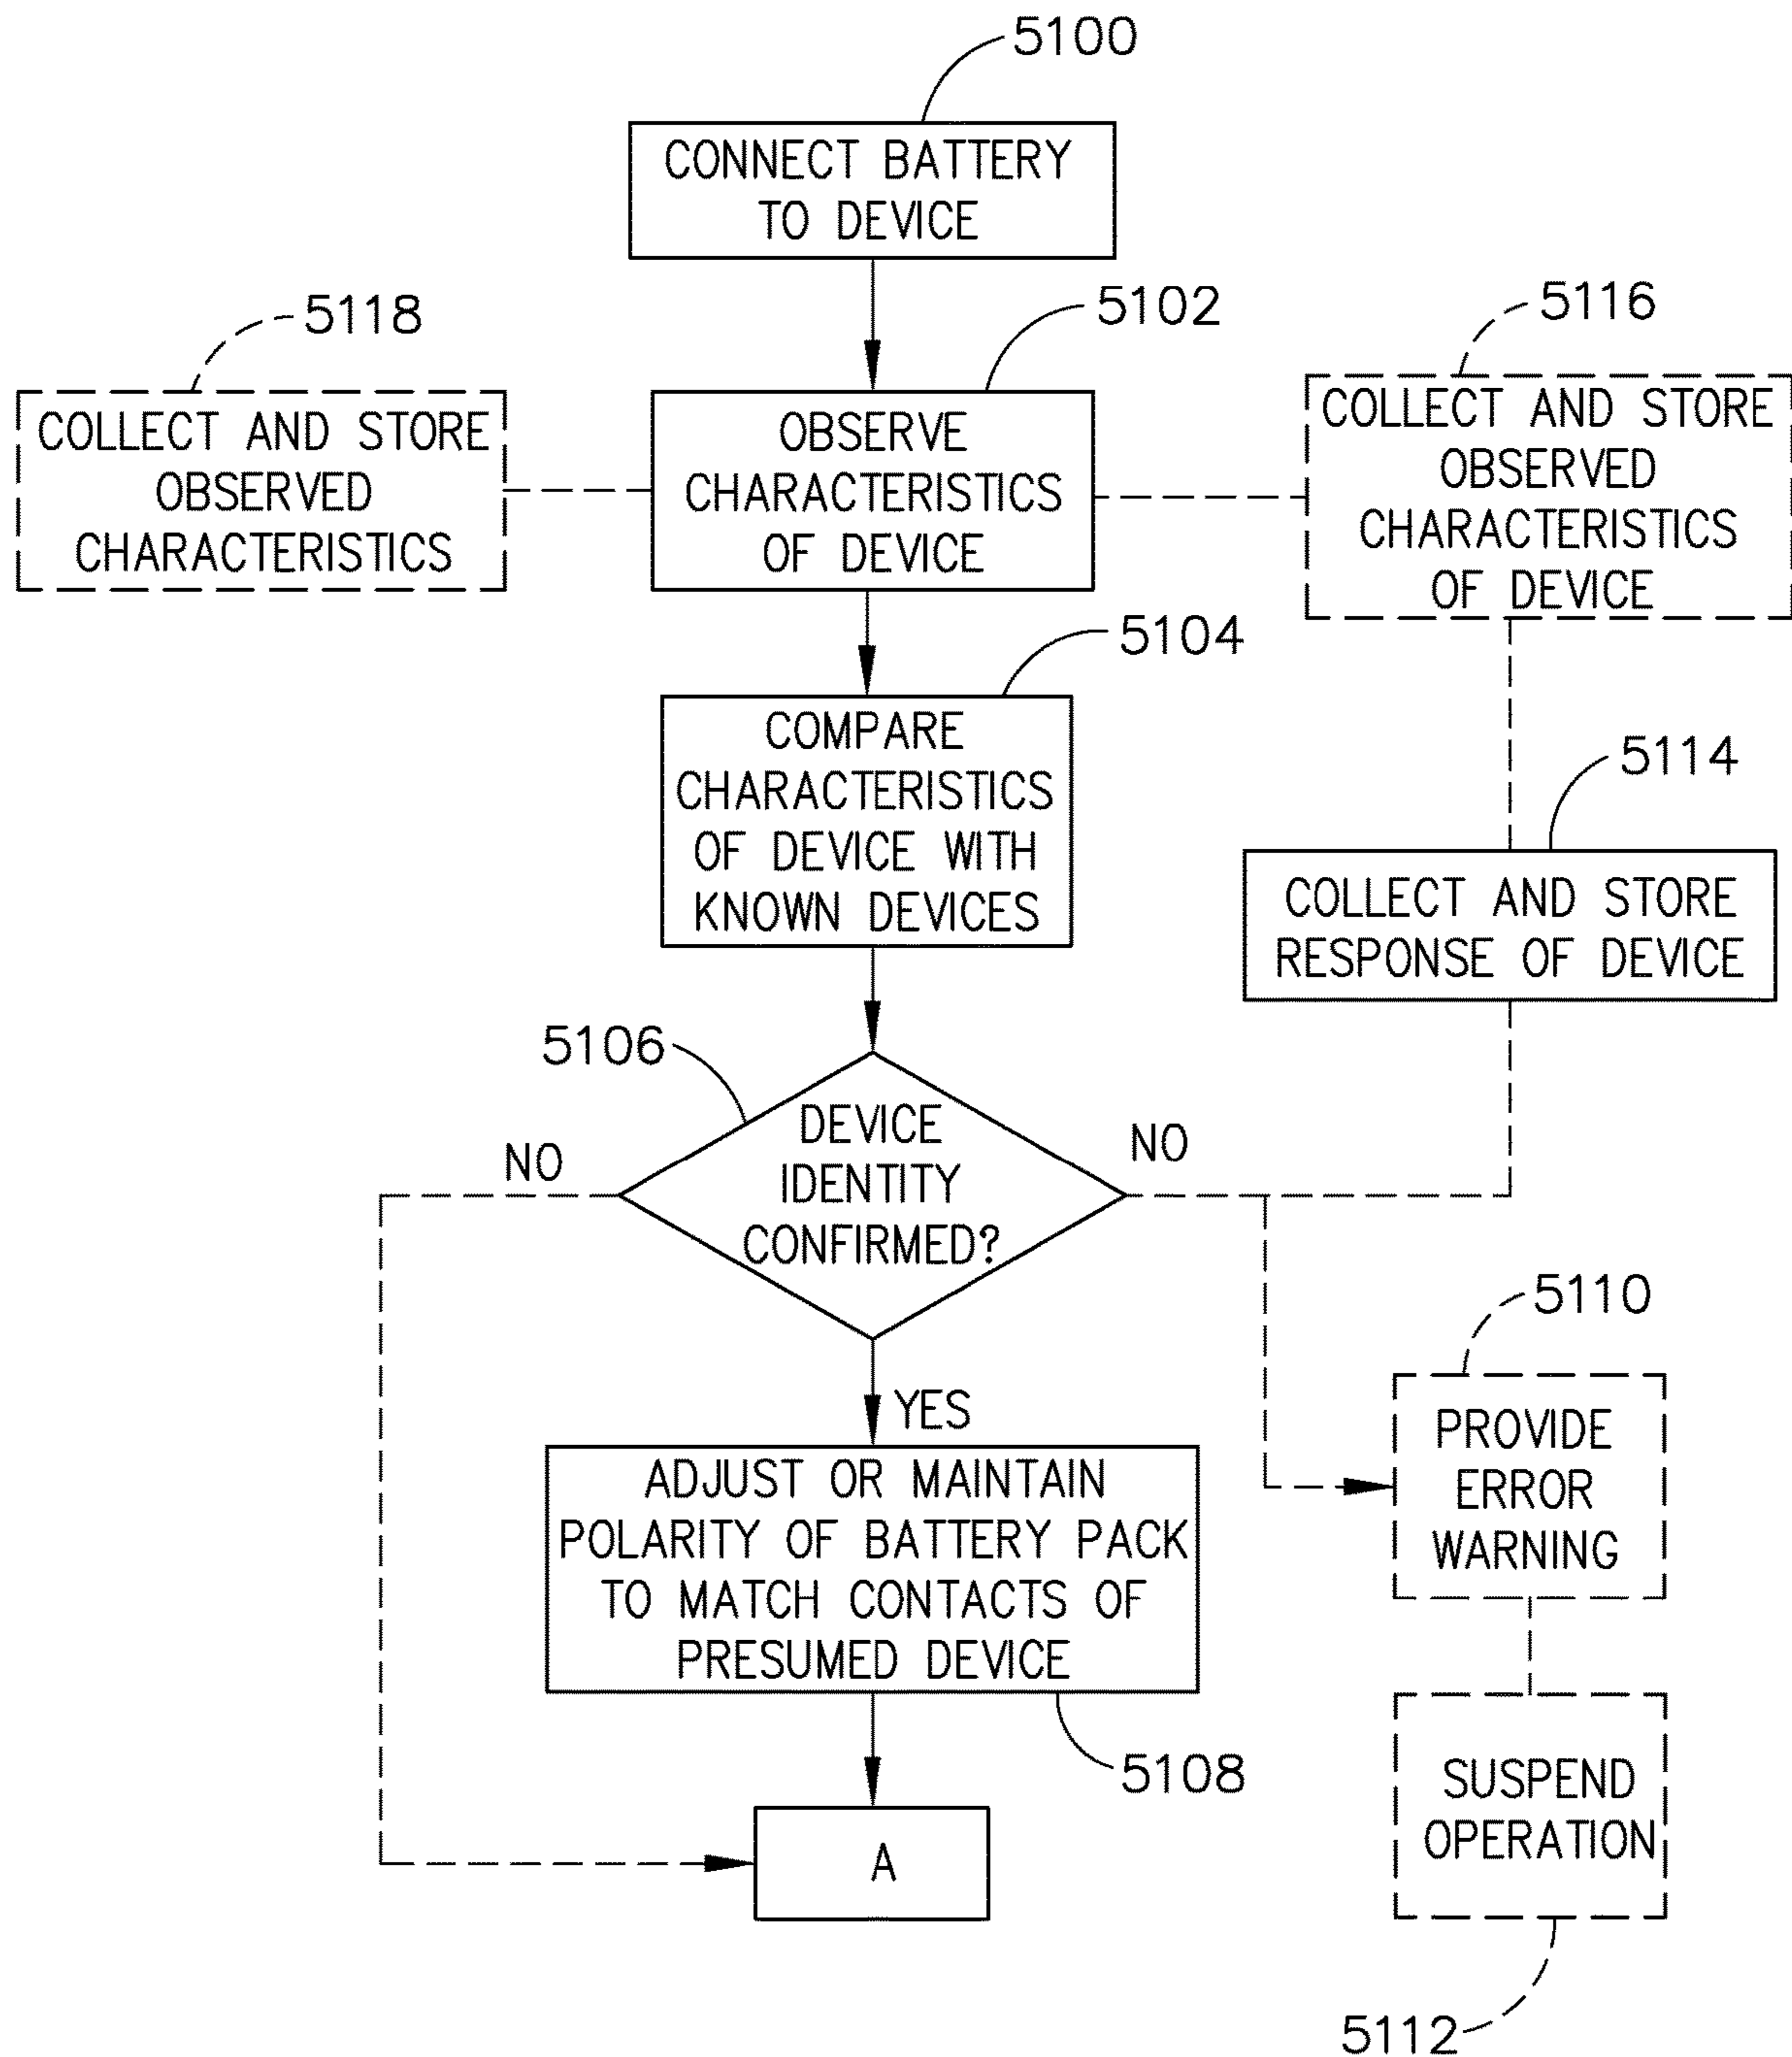 5100
CONNECT BATTERY
TO DEVICE
5118
5102
5116
COLLECT AND STORE
OBSERVED
CHARACTERISTICS
OBSERVE
CHARACTERISTICS
OF DEVICE
COLLECT AND STORE
OBSERVED
CHARACTERISTICS
OF DEVICE
5104
COMPARE
CHARACTERISTICS
OF DEVICE WITH
KNOWN DEVICES
5114
COLLECT AND STORE
RESPONSE OF DEVICE
5106
DEVICE
IDENTITY
CONFIRMED?
NO
NO
YES
5110
PROVIDE
ERROR
WARNING
ADJUST OR MAINTAIN
POLARITY OF BATTERY PACK
TO MATCH CONTACTS OF
PRESUMED DEVICE
5108
SUSPEND
OPERATION
A
5112